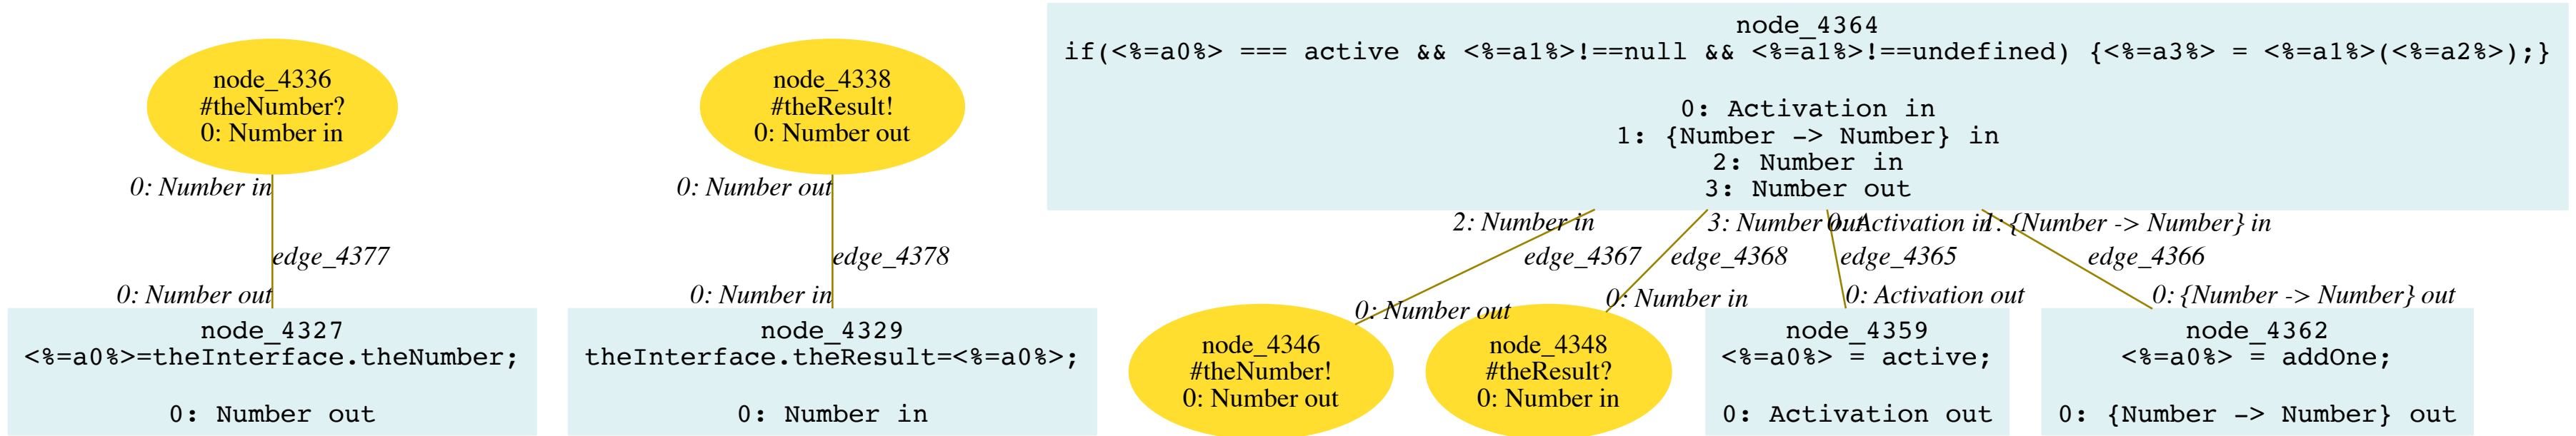 node_4364
if(<%=a0%> === active && <%=a1%>!==null && <%=a1%>!==undefined) {<%=a3%> = <%=a1%>(<%=a2%>);}
0: Activation in
1: {Number -> Number} in
2: Number in
3: Number out
node_4336
#theNumber?
0: Number in
node_4338
#theResult!
0: Number out
0: Number in
0: Number out
2: Number in
3: Number out
0: Activation in
1: {Number -> Number} in
edge_4377
edge_4378
edge_4367
edge_4368
edge_4365
edge_4366
0: Number out
0: Number in
0: Number out
0: Number in
0: Activation out
0: {Number -> Number} out
node_4327
<%=a0%>=theInterface.theNumber;
0: Number out
node_4329
theInterface.theResult=<%=a0%>;
0: Number in
node_4346
#theNumber!
0: Number out
node_4348
#theResult?
0: Number in
node_4359
<%=a0%> = active;
0: Activation out
node_4362
<%=a0%> = addOne;
0: {Number -> Number} out